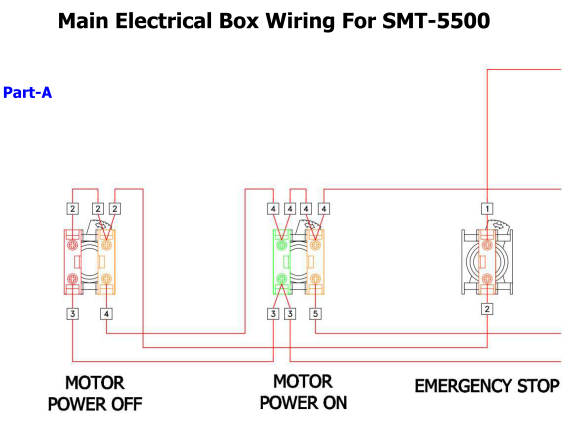 Main Electrical Box Wiring For SMT-5500
Part-A
2 2 2 4 4 4 4 1
3 4 3 3 5 2
MOTOR
POWER OFF
MOTOR
POWER ON
EMERGENCY STOP